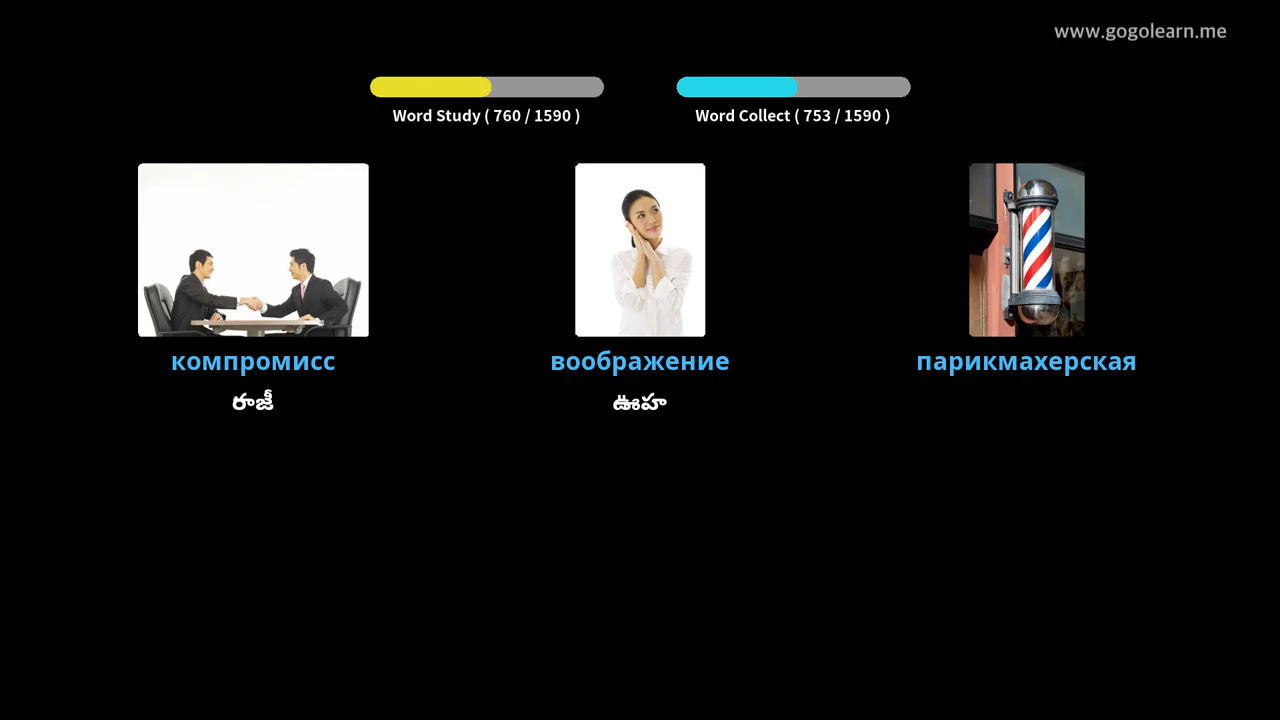 www.gogolearn.me
Word Study ( 760 / 1590 )
Word Collect ( 753 / 1590 )
компромисс
воображение
парикмахерская
రాజీ
ఊహ